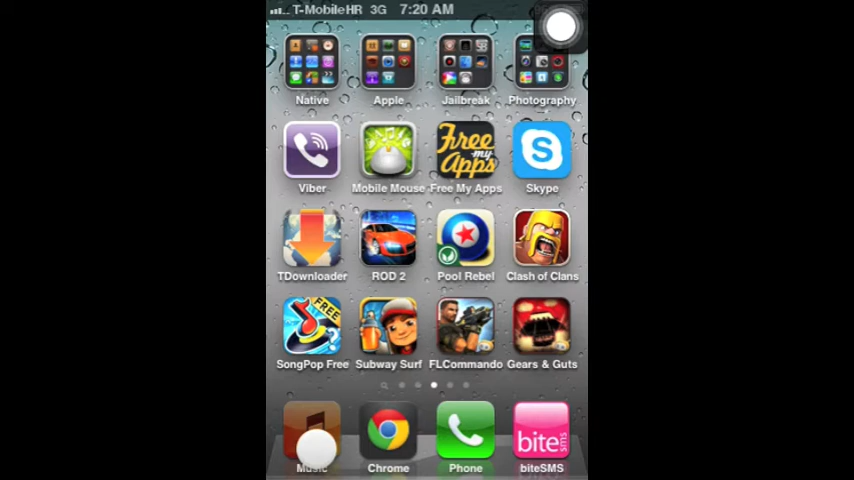 T-MobileHR 3G 7:20 AM
Native Apple Jailbreak Photography
Free my Apps
S
Viber Mobile Mouse Free My Apps Skype
TDownloader ROD 2 Pool Rebel Clash of Clans
FREE
SongPop Free Subway Surf FLCommando Gears & Guts
bite sms
Music Chrome Phone biteSMS